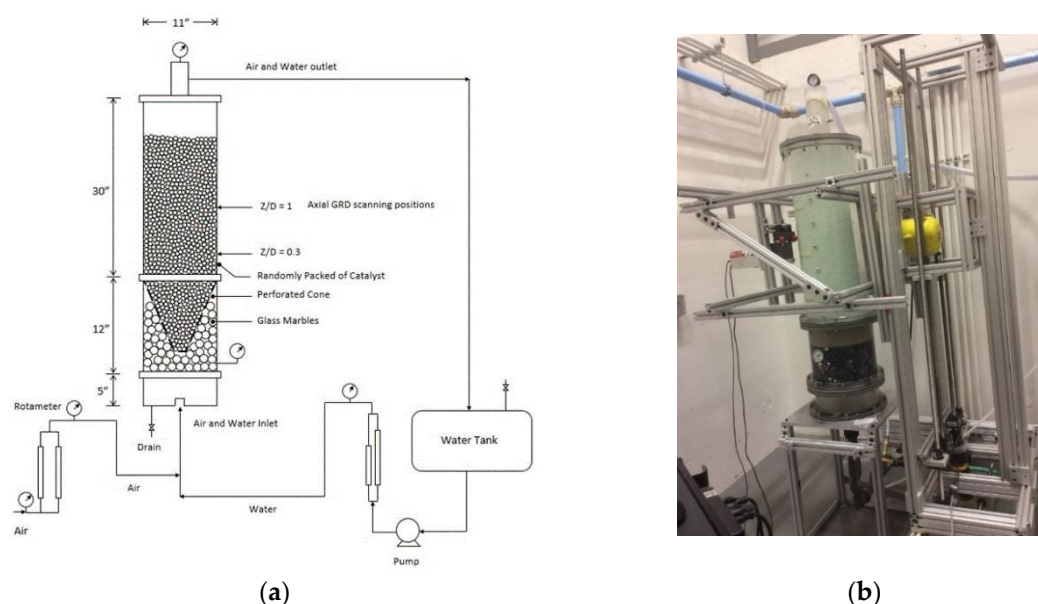 11"
Air and Water outlet
30"
Z/D = 1 Axial GRD scanning positions
Z/D = 0.3
Randomly Packed of Catalyst
Perforated Cone
12"
Glass Marbles
5"
Rotameter
Air and Water Inlet
Water Tank
Drain
Air
Water
Air
Pump
(a)
(b)